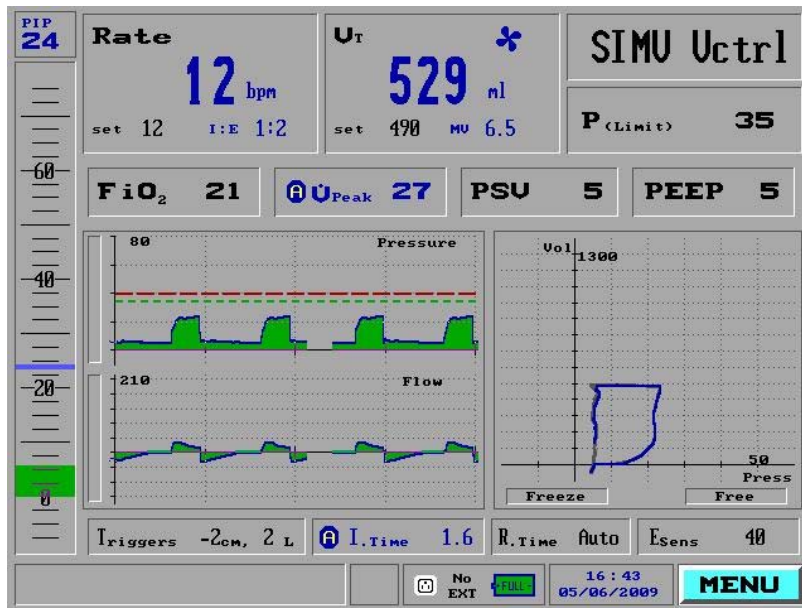 PIP
24
Rate
12 bpm
set 12 I:E 1:2
VT
529 ml
set 490 MV 6.5
SIMV Vctrl
P(Limit) 35
FiO2 21
A VPeak 27
PSV 5
PEEP 5
60
40
20
0
80 Pressure
210 Flow
Vol
1300
50
Press
Freeze
Free
Triggers -2cm, 2 L
A I.Time 1.6
R.Time Auto
ESens 40
No
EXT
FULL
16:43
05/06/2009
MENU